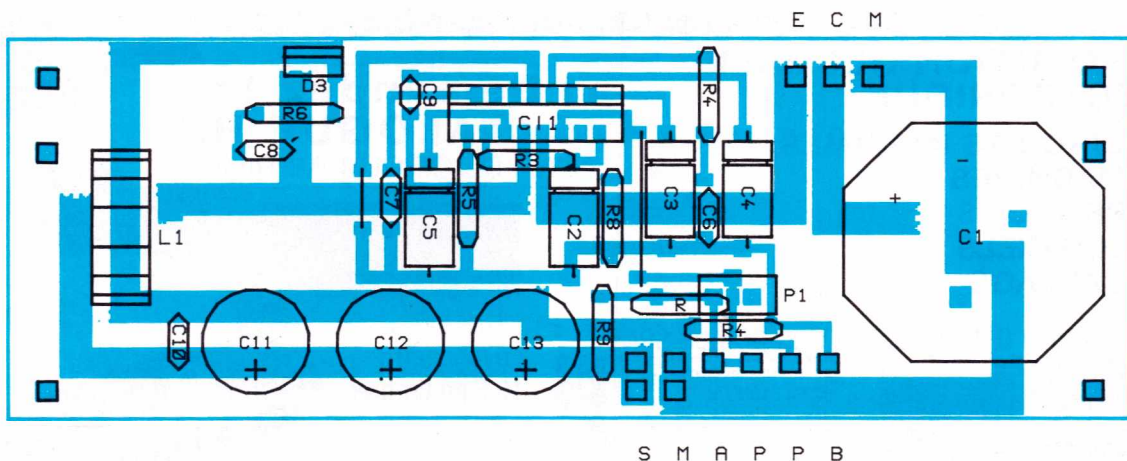 E C M
D3
R6
C9
R4
CI1
C8
R3
C7
C5
R5
C2
R8
C3
C6
C4
- 
+
L1
C1
P1
R
R4
R9
C10
C11
C12
C13
+
+
+
S M A P P B